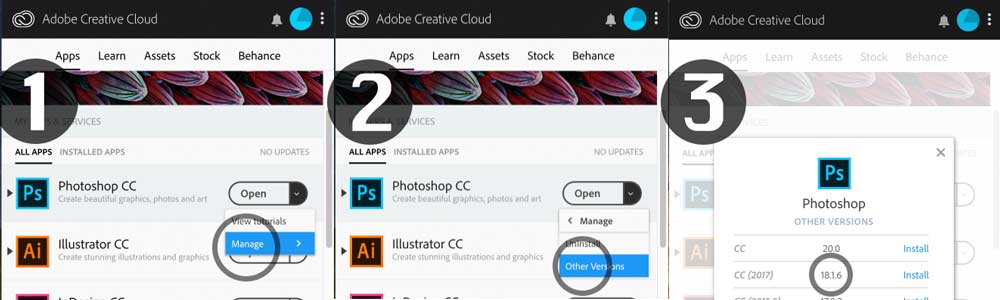 1
Adobe Creative Cloud
Apps Learn Assets Stock Behance
& SERVICES
ALL APPS INSTALLED APPS NO UPDATES
Ps Photoshop CC Open
Create beautiful graphics, photos and art
View tutorials
Manage
Ai Illustrator CC
Create stunning illustrations and graphics
2
Adobe Creative Cloud
Apps Learn Assets Stock Behance
& SERVICES
ALL APPS INSTALLED APPS NO UPDATES
Ps Photoshop CC Open
Create beautiful graphics, photos and art
Manage
Uninstall
Other Versions
Ai Illustrator CC
Create stunning illustrations and graphics
3
Adobe Creative Cloud
Apps Learn Assets Stock Behance
Ps
Photoshop
OTHER VERSIONS
CC 20.0 Install
CC (2017) 18.1.6 Install